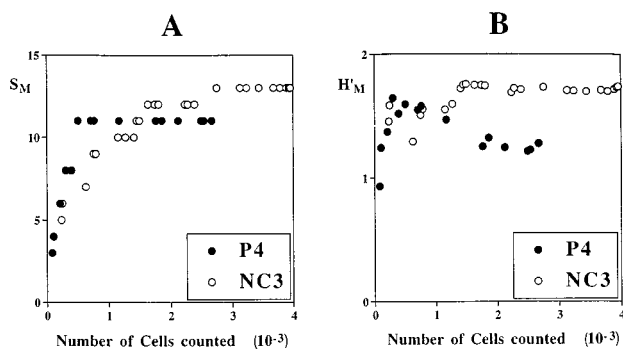 A
B
15
S_M
10
5
0
P4
NC3
0 1 2 3 4
Number of Cells counted (10-3)
2
H'_M
1
0
P4
NC3
0 1 2 3 4
Number of Cells counted (10-3)